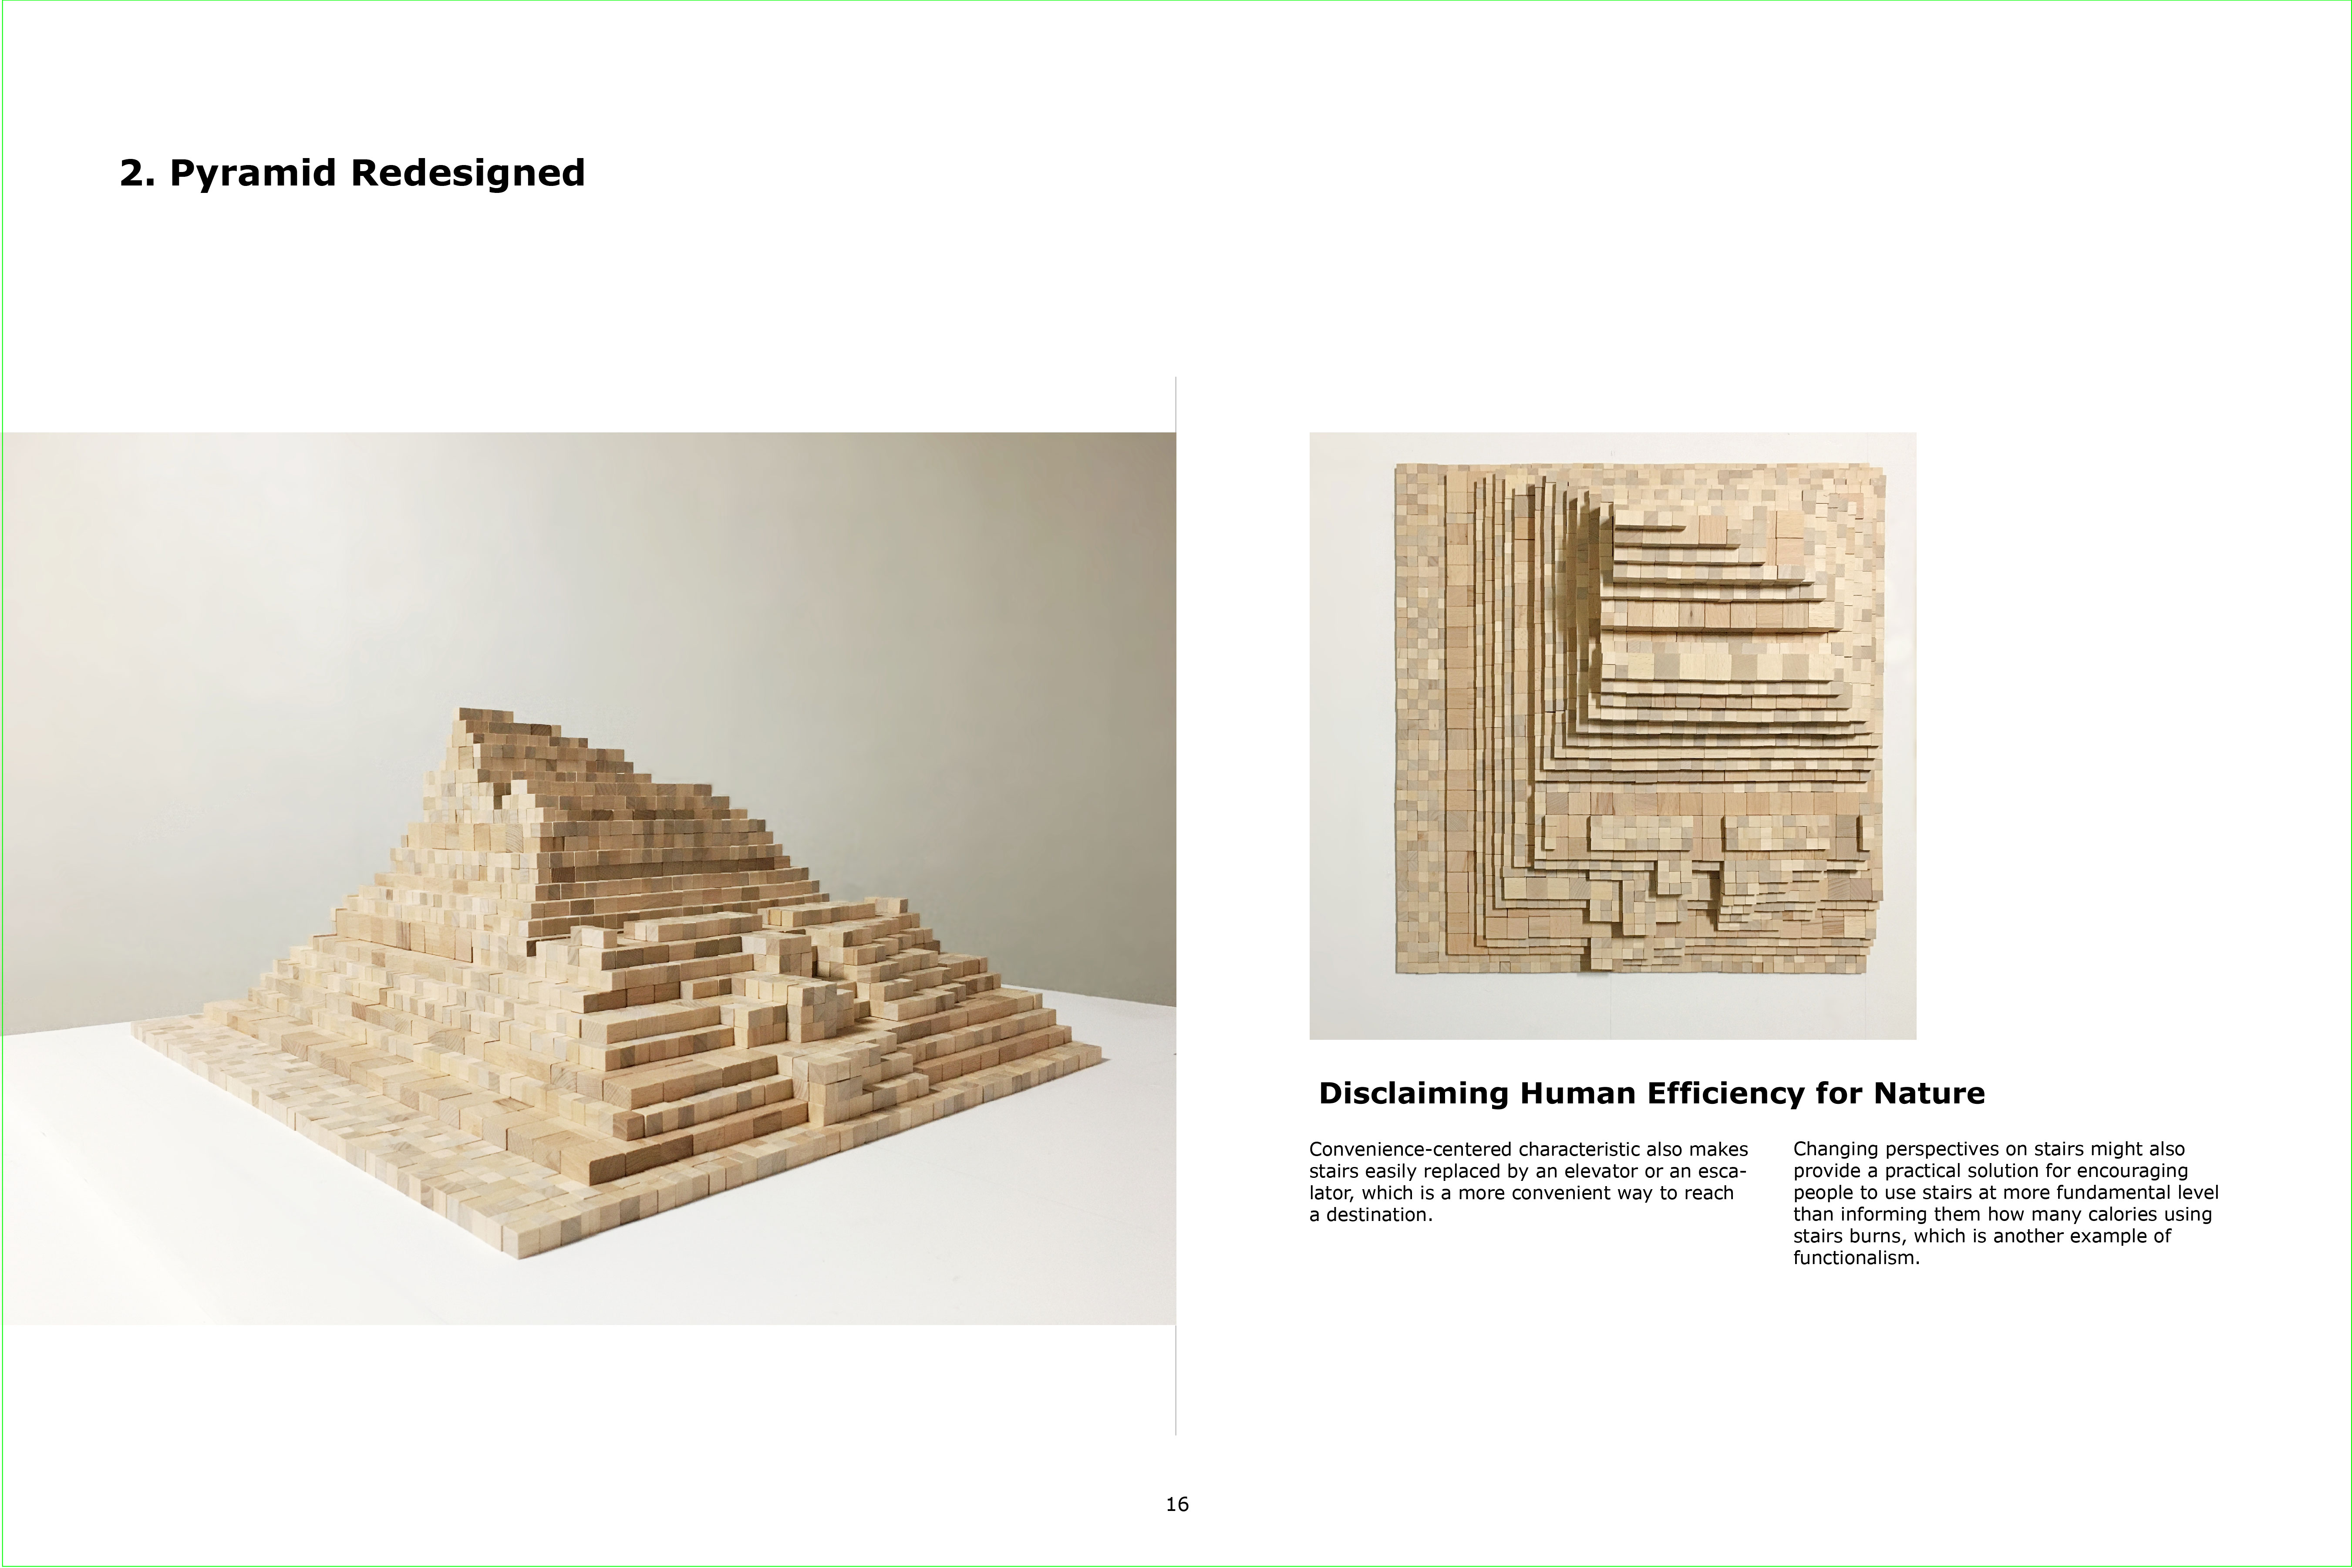 2. Pyramid Redesigned
Disclaiming Human Efficiency for Nature
Convenience-centered characteristic also makes
stairs easily replaced by an elevator or an esca-
lator, which is a more convenient way to reach
a destination.
Changing perspectives on stairs might also
provide a practical solution for encouraging
people to use stairs at more fundamental level
than informing them how many calories using
stairs burns, which is another example of
functionalism.
16